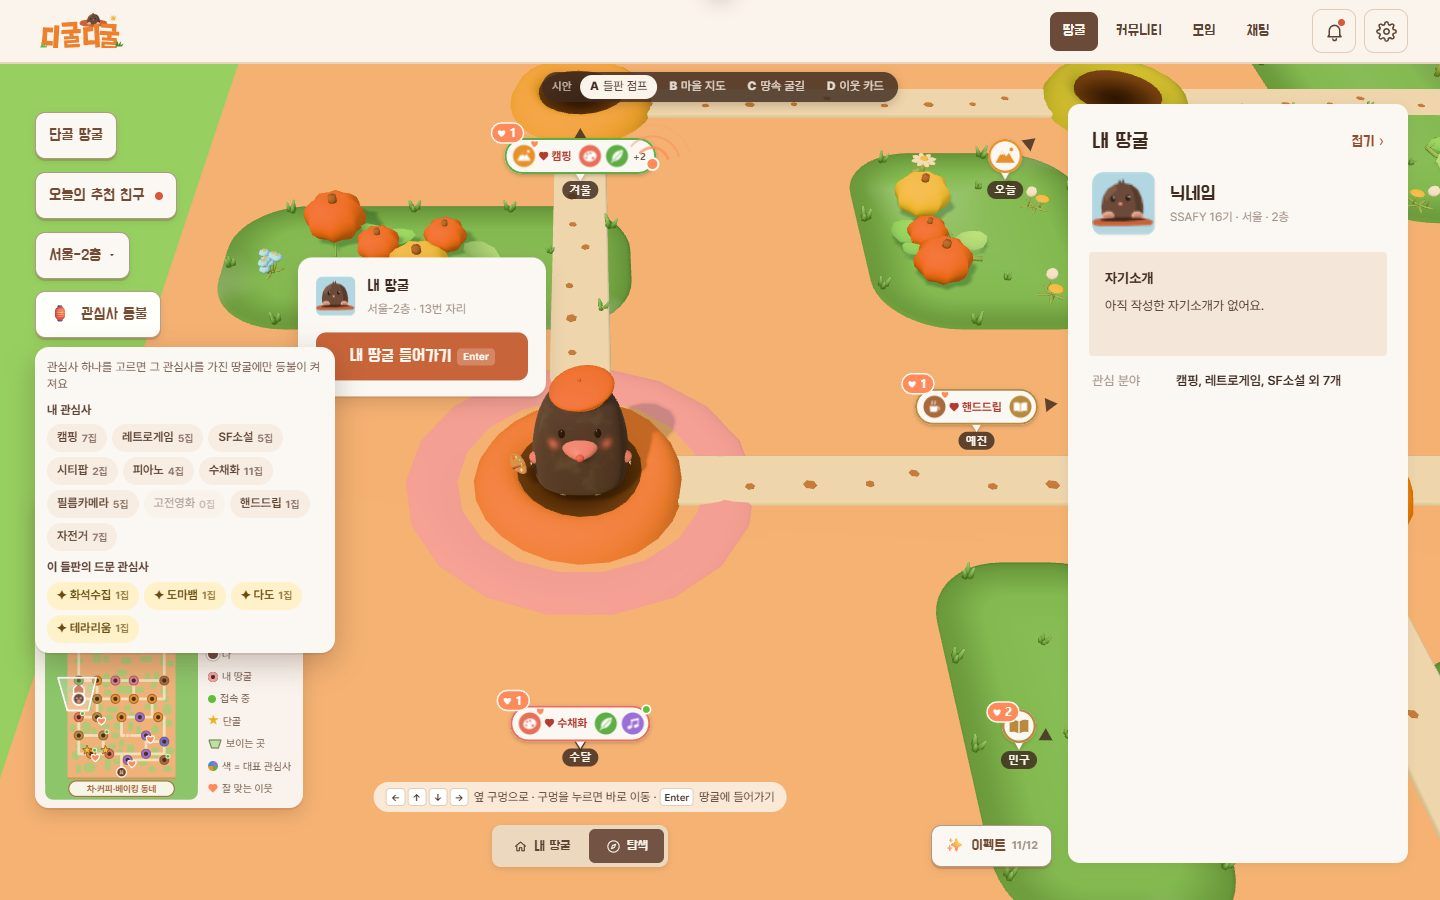 디굴디굴
땅굴
커뮤니티
모임
채팅
시안
A 들판 점프
B 마을 지도
C 땅속 굴길
D 이웃 카드
단골 땅굴
오늘의 추천 친구
서울-2층
관심사 등불
관심사 하나를 고르면 그 관심사를 가진 땅굴에만 등불이 켜
져요
내 관심사
캠핑 7집
레트로게임 5집
SF소설 5집
시티팝 2집
피아노 4집
수채화 11집
필름카메라 5집
고전영화 0집
핸드드립 1집
자전거 7집
이 들판의 드문 관심사
화석수집 1집
도마뱀 1집
다도 1집
테라리움 1집
나
내 땅굴
접속 중
단골
보이는 곳
색 = 대표 관심사
잘 맞는 이웃
차·커피·베이킹 동네
1
캠핑
+2
겨울
내 땅굴
서울-2층 · 13번 자리
내 땅굴 들어가기 Enter
오늘
1
핸드드립
예진
1
수채화
수달
2
민구
← ↑ ↓ → 옆 구멍으로 · 구멍을 누르면 바로 이동 · Enter 땅굴에 들어가기
내 땅굴
탐색
이펙트 11/12
내 땅굴
접기 ›
닉네임
SSAFY 16기 · 서울 · 2층
자기소개
아직 작성한 자기소개가 없어요.
관심 분야
캠핑, 레트로게임, SF소설 외 7개